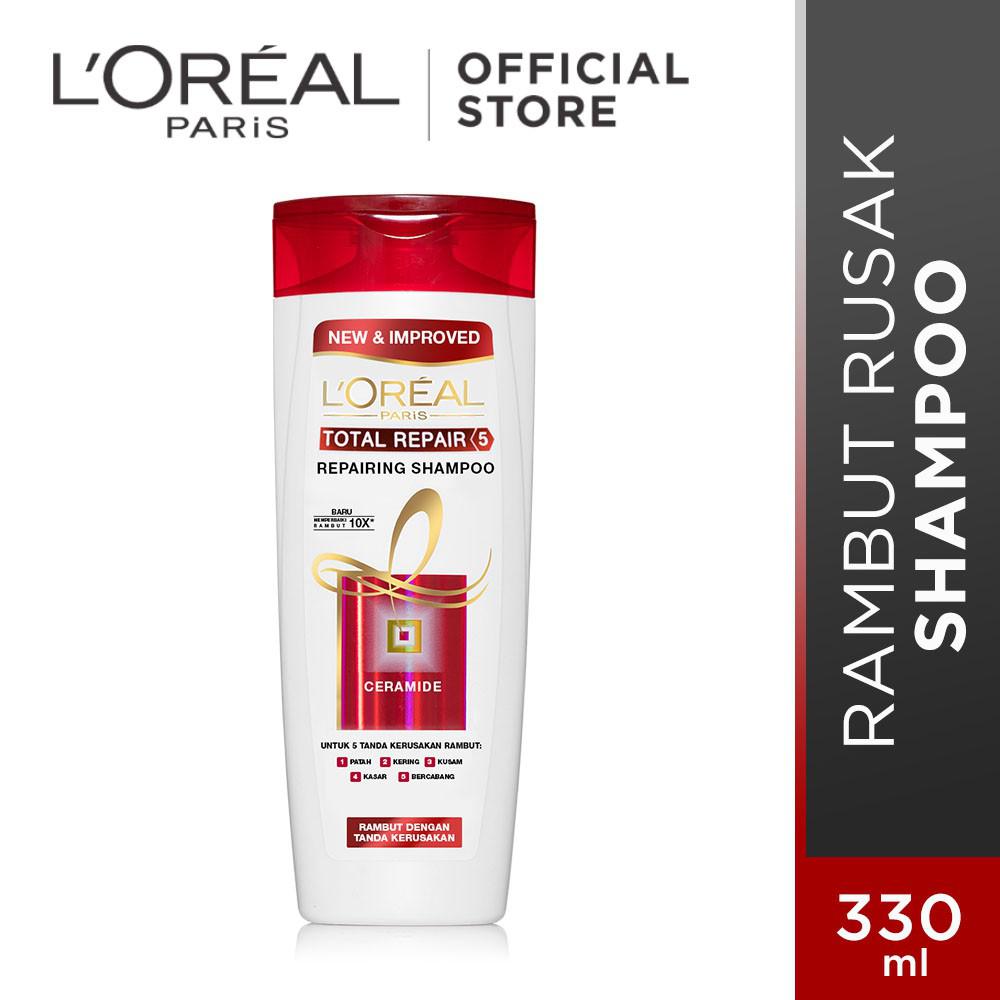 L'ORÉAL
PARiS
OFFICIAL
STORE
NEW & IMPROVED
L'ORÉAL
PARiS
TOTAL REPAIR 5
REPAIRING SHAMPOO
BARU
MEMPERBAIKI
RAMBUT 10X*
CERAMIDE
UNTUK 5 TANDA KERUSAKAN RAMBUT:
1 PATAH 2 KERING 3 KUSAM
4 KASAR 5 BERCABANG
RAMBUT DENGAN
TANDA KERUSAKAN
RAMBUT RUSAK
SHAMPOO
330
ml